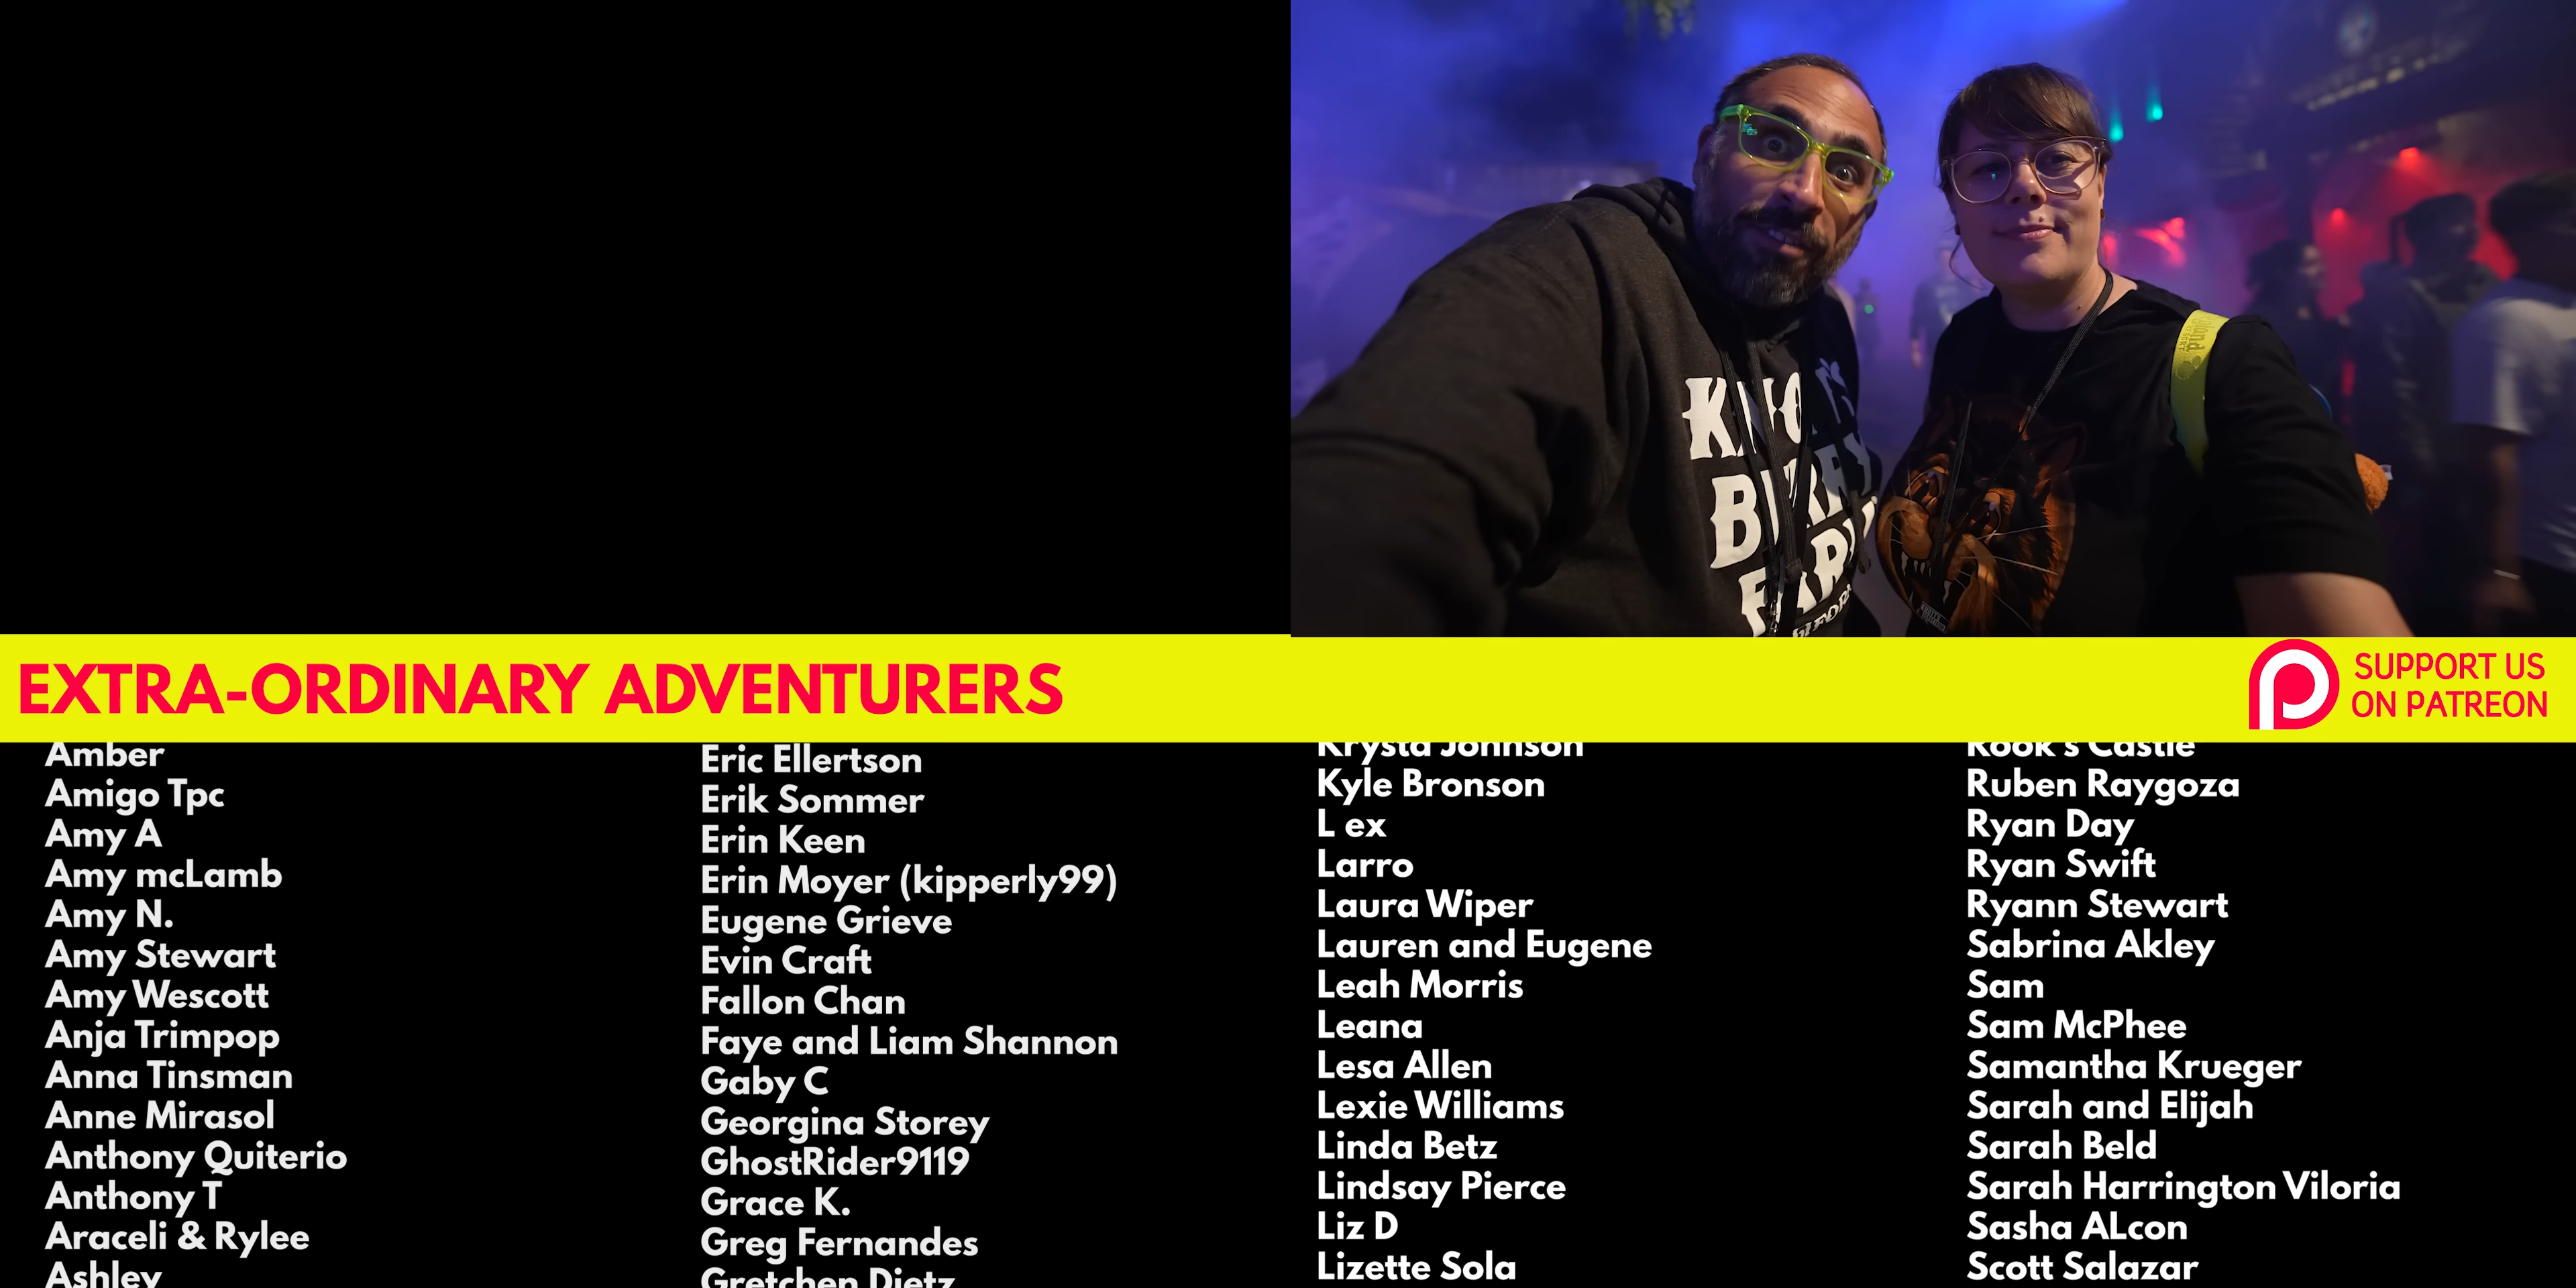 KNOTT'S
BERRY
FARM
EXTRA-ORDINARY ADVENTURERS
SUPPORT US
ON PATREON
Amber
Amigo Tpc
Amy A
Amy mcLamb
Amy N.
Amy Stewart
Amy Wescott
Anja Trimpop
Anna Tinsman
Anne Mirasol
Anthony Quiterio
Anthony T
Araceli & Rylee
Ashley
Eric Ellertson
Erik Sommer
Erin Keen
Erin Moyer (kipperly99)
Eugene Grieve
Evin Craft
Fallon Chan
Faye and Liam Shannon
Gaby C
Georgina Storey
GhostRider9119
Grace K.
Greg Fernandes
Gretchen Dietz
Krysta Johnson
Kyle Bronson
L ex
Larro
Laura Wiper
Lauren and Eugene
Leah Morris
Leana
Lesa Allen
Lexie Williams
Linda Betz
Lindsay Pierce
Liz D
Lizette Sola
Rook's Castle
Ruben Raygoza
Ryan Day
Ryan Swift
Ryann Stewart
Sabrina Akley
Sam
Sam McPhee
Samantha Krueger
Sarah and Elijah
Sarah Beld
Sarah Harrington Viloria
Sasha ALcon
Scott Salazar